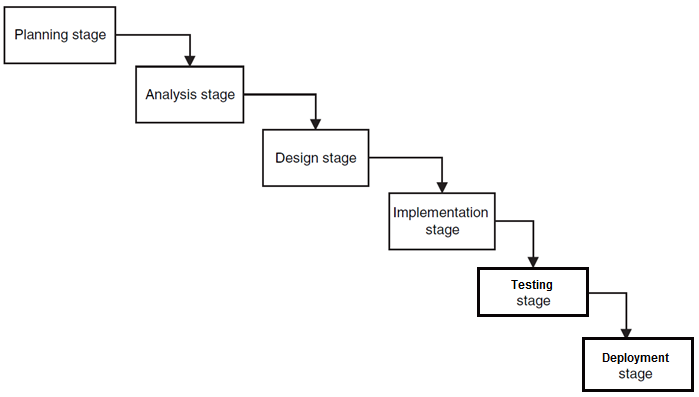 Planning stage
Analysis stage
Design stage
Implementation
stage
Testing
stage
Deployment
stage